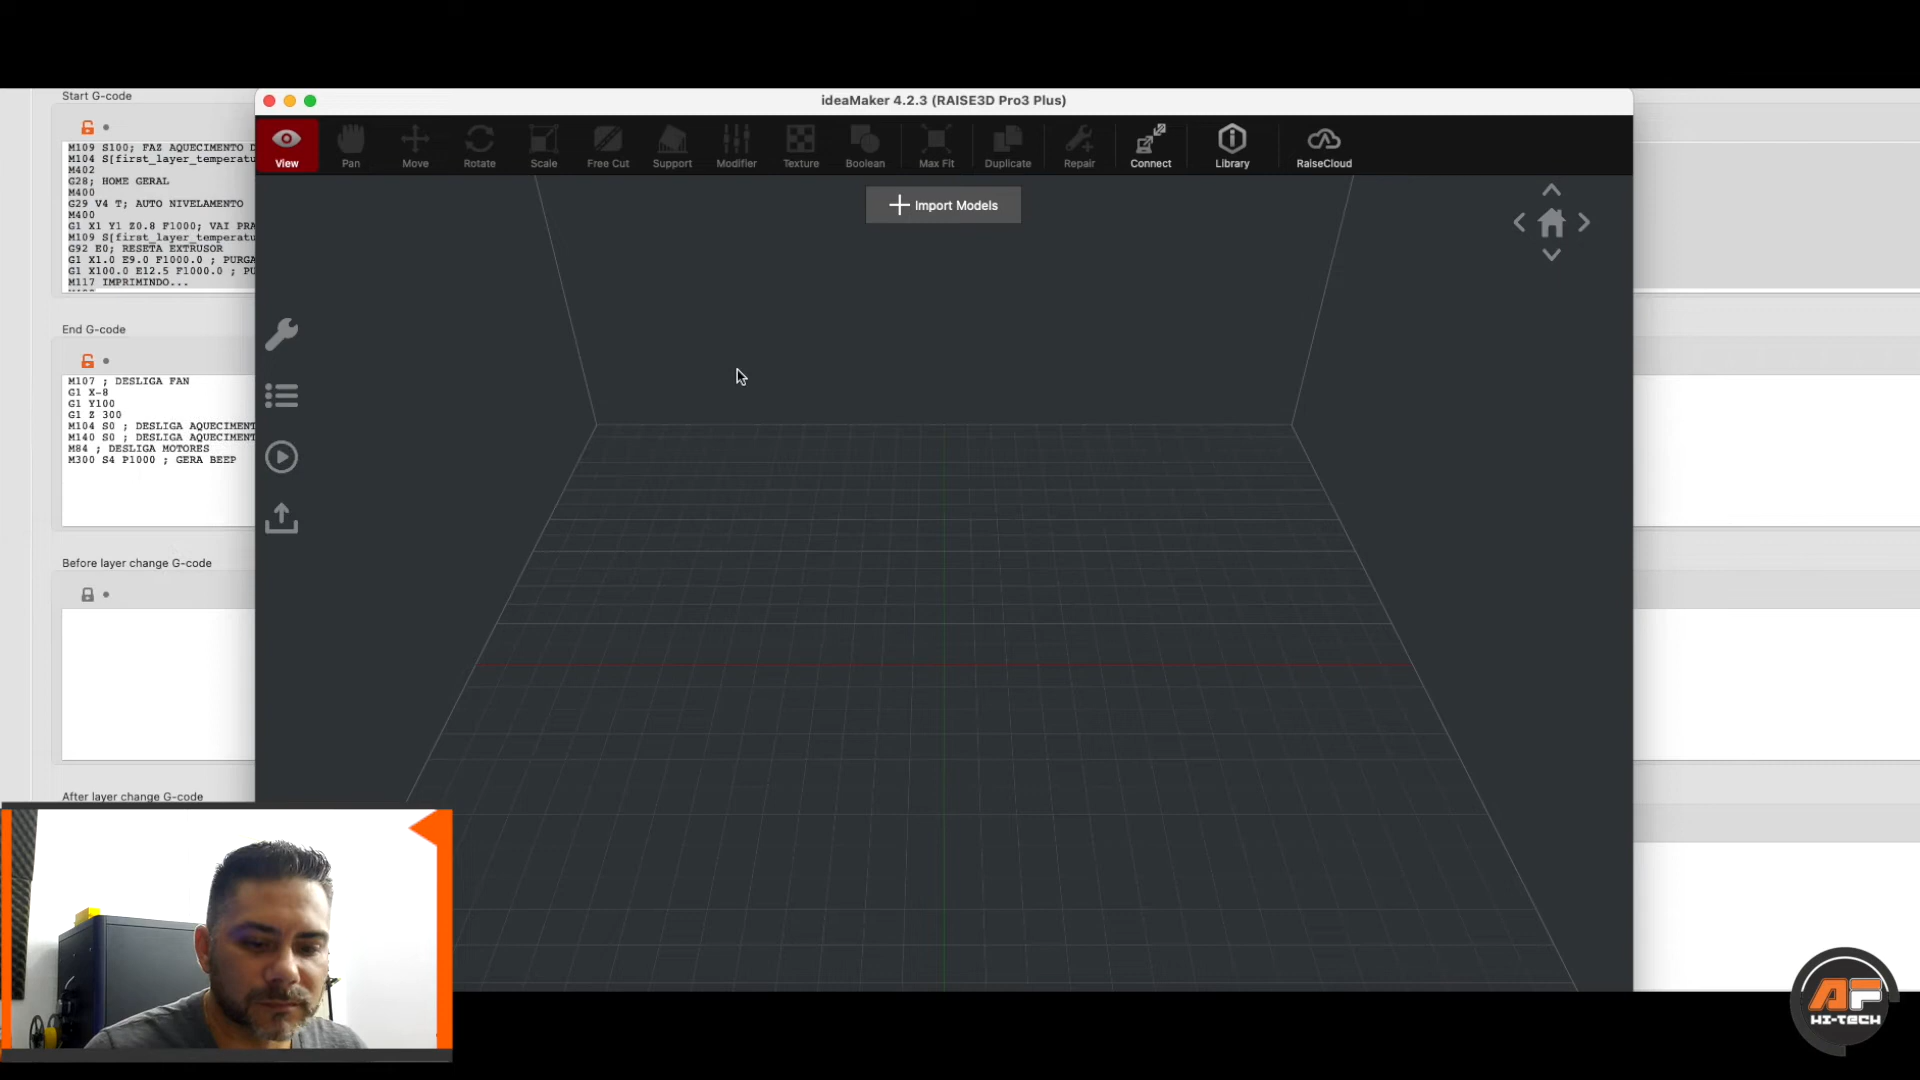 Start G-code
M109 S100; FAZ AQUECIMENTO D
M104 S[first_layer_temperatu
M402
G28; HOME GERAL
M400
G29 V4 T; AUTO NIVELAMENTO
M400
G1 X1 Y1 Z0.8 F1000; VAI PRA
M109 S[first_layer_temperatu
G92 E0; RESETA EXTRUSOR
G1 X1.0 E9.0 F1000.0 ; PURGA
G1 X100.0 E12.5 F1000.0 ; PU
M117 IMPRIMINDO...
End G-code
M107 ; DESLIGA FAN
G1 X-8
G1 Y100
G1 Z 300
M104 S0 ; DESLIGA AQUECIMENT
M140 S0 ; DESLIGA AQUECIMENT
M84 ; DESLIGA MOTORES
M300 S4 P1000 ; GERA BEEP
Before layer change G-code
After layer change G-code
ideaMaker 4.2.3 (RAISE3D Pro3 Plus)
View Pan Move Rotate Scale Free Cut Support Modifier Texture Boolean Max Fit Duplicate Repair Connect Library RaiseCloud
Import Models
AF
HI-TECH